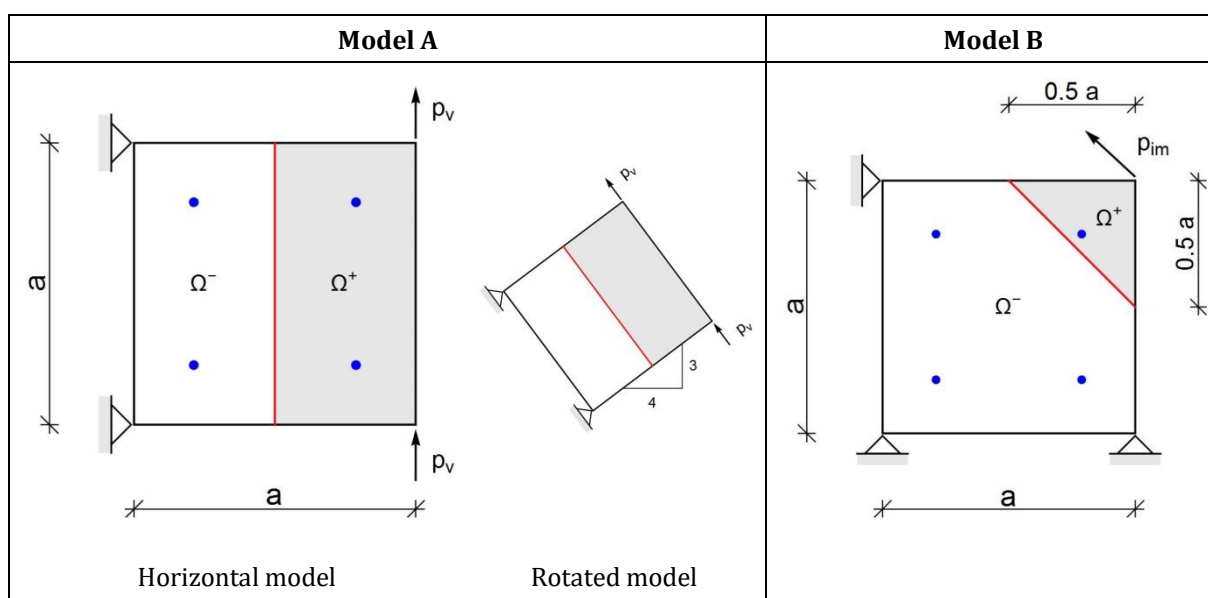 Model A
Model B
p_v
a
Ω⁻
Ω⁺
p_v
a
Horizontal model
p_v
p_v
3
4
Rotated model
0.5 a
p_im
Ω⁺
0.5 a
a
Ω⁻
a